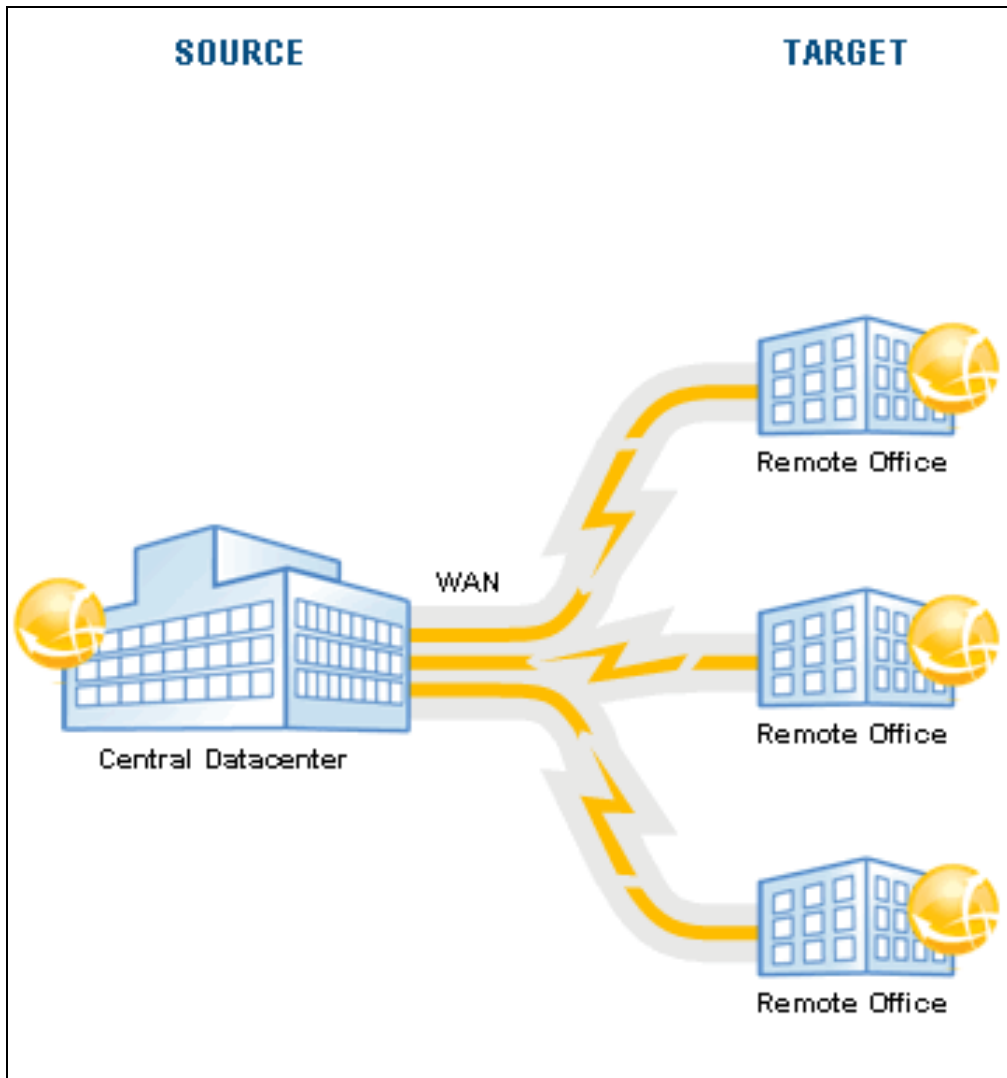 SOURCE
TARGET
Remote Office
WAN
Remote Office
Central Datacenter
Remote Office